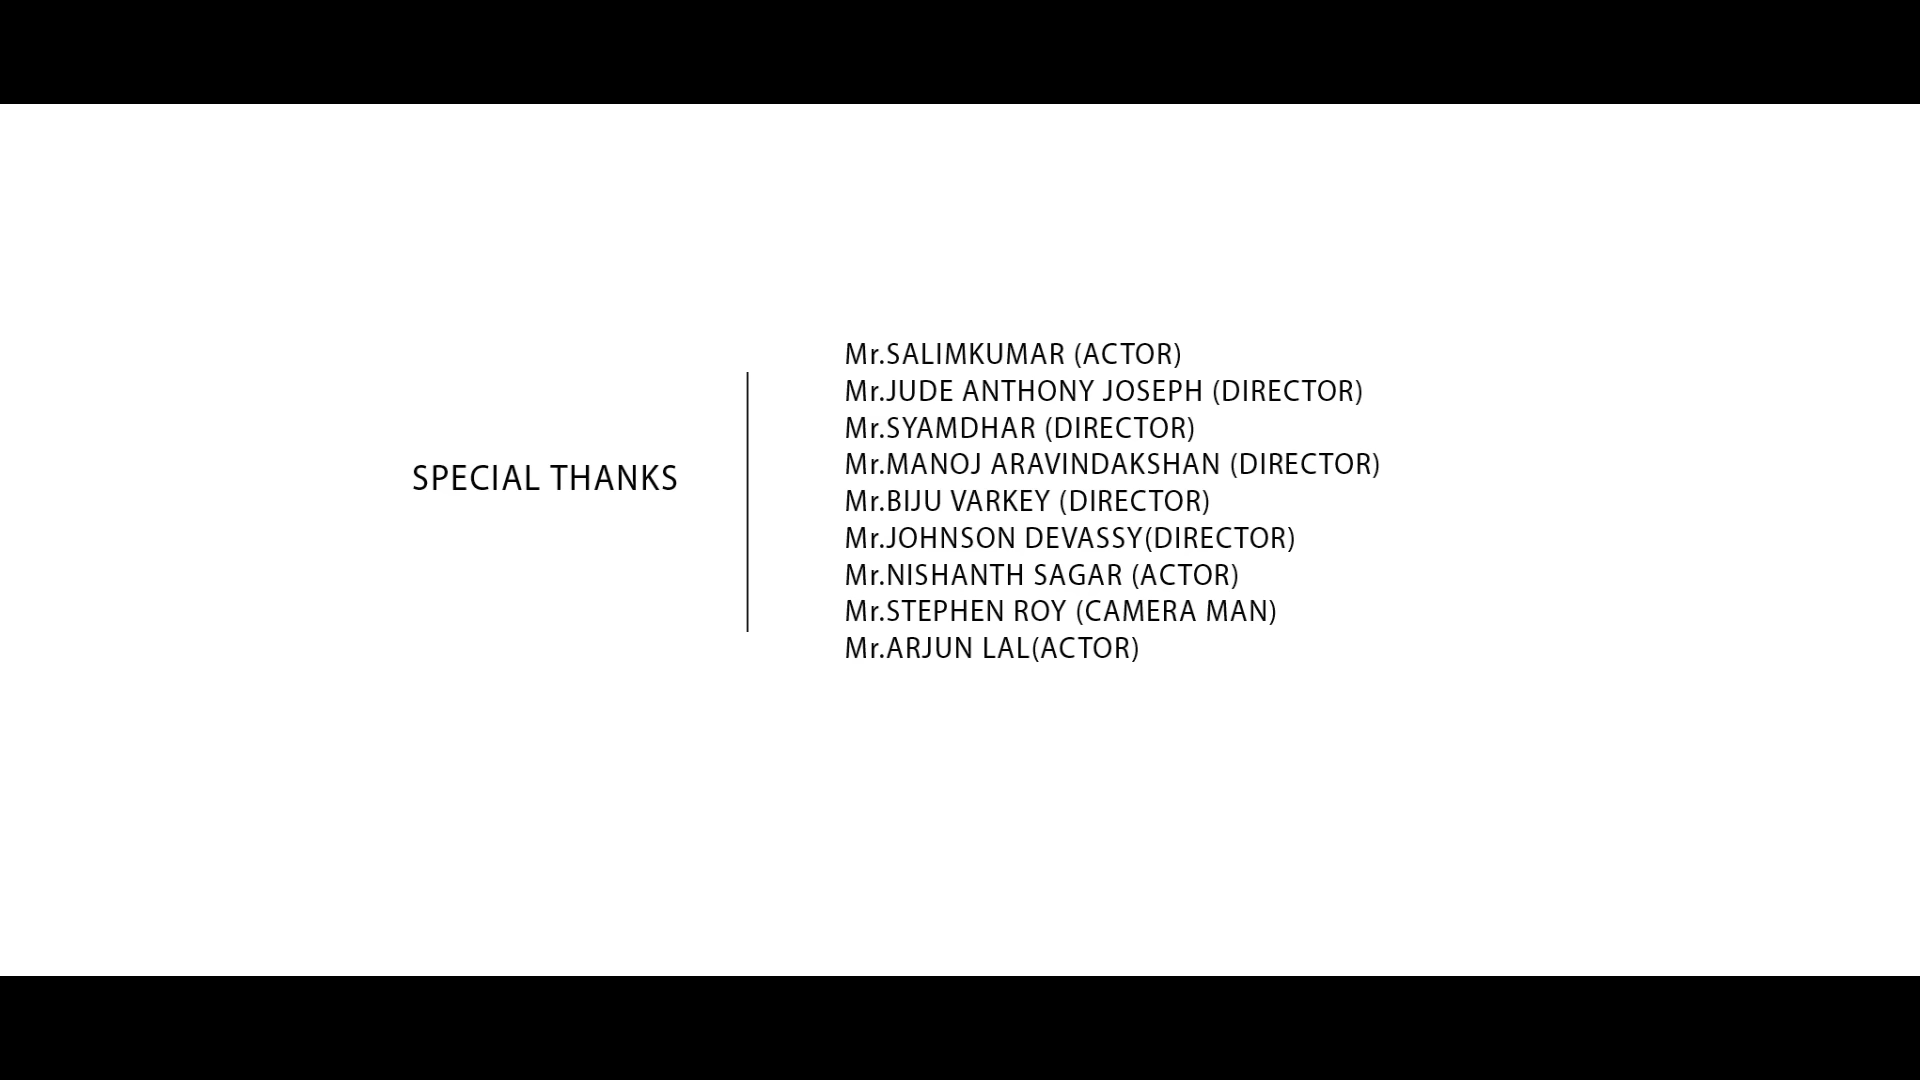 SPECIAL THANKS
Mr.SALIMKUMAR (ACTOR)
Mr.JUDE ANTHONY JOSEPH (DIRECTOR)
Mr.SYAMDHAR (DIRECTOR)
Mr.MANOJ ARAVINDAKSHAN (DIRECTOR)
Mr.BIJU VARKEY (DIRECTOR)
Mr.JOHNSON DEVASSY(DIRECTOR)
Mr.NISHANTH SAGAR (ACTOR)
Mr.STEPHEN ROY (CAMERA MAN)
Mr.ARJUN LAL(ACTOR)